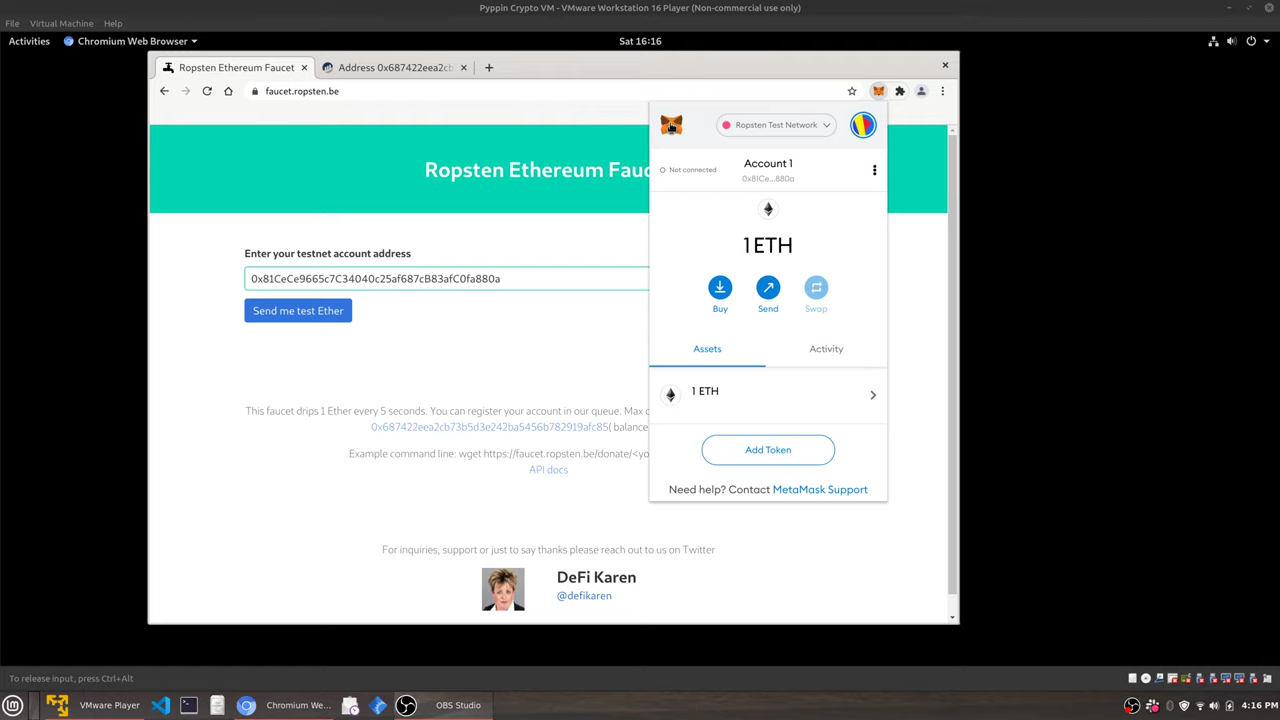 Pyppin Crypto VM - VMware Workstation 16 Player (Non-commercial use only)
File Virtual Machine Help
Activities Chromium Web Browser Sat 16:16
Ropsten Ethereum Faucet Address 0x687422eea2cb
faucet.ropsten.be
Ropsten Test Network
Ropsten Ethereum Fauc
Not connected
Account 1
0x81Ce...880a
1 ETH
Enter your testnet account address
0x81CeCe9665c7C34040c25af687cB83afC0fa880a
Send me test Ether
Buy Send Swap
Assets Activity
1 ETH
This faucet drips 1 Ether every 5 seconds. You can register your account in our queue. Max
0x687422eea2cb73b5d3e242ba5456b782919afc85( balanc
Example command line: wget https://faucet.ropsten.be/donate/<yo
API docs
Add Token
Need help? Contact MetaMask Support
For inquiries, support or just to say thanks please reach out to us on Twitter
DeFi Karen
@defikaren
To release input, press Ctrl+Alt
VMware Player Chromium We... OBS Studio 4:16 PM